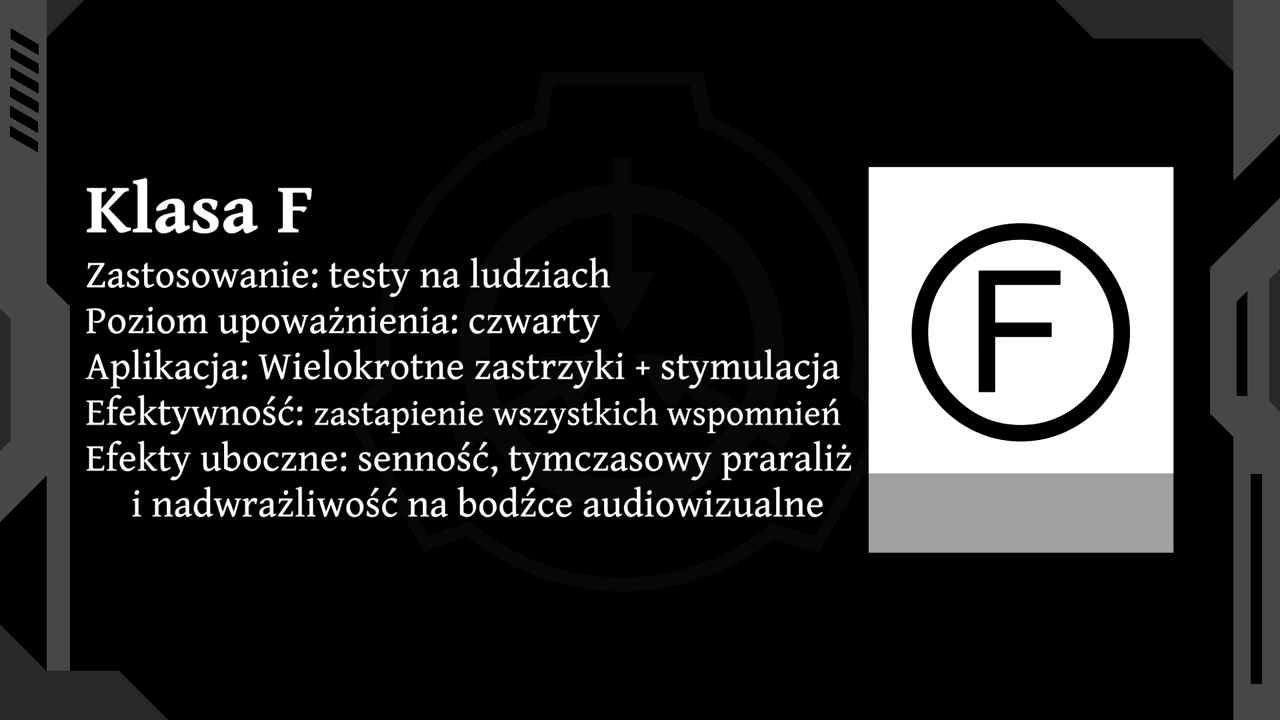 Klasa F
Zastosowanie: testy na ludziach
Poziom upoważnienia: czwarty
Aplikacja: Wielokrotne zastrzyki + stymulacja
Efektywność: zastapienie wszystkich wspomnień
Efekty uboczne: senność, tymczasowy praraliż
i nadwrażliwość na bodźce audiowizualne
F